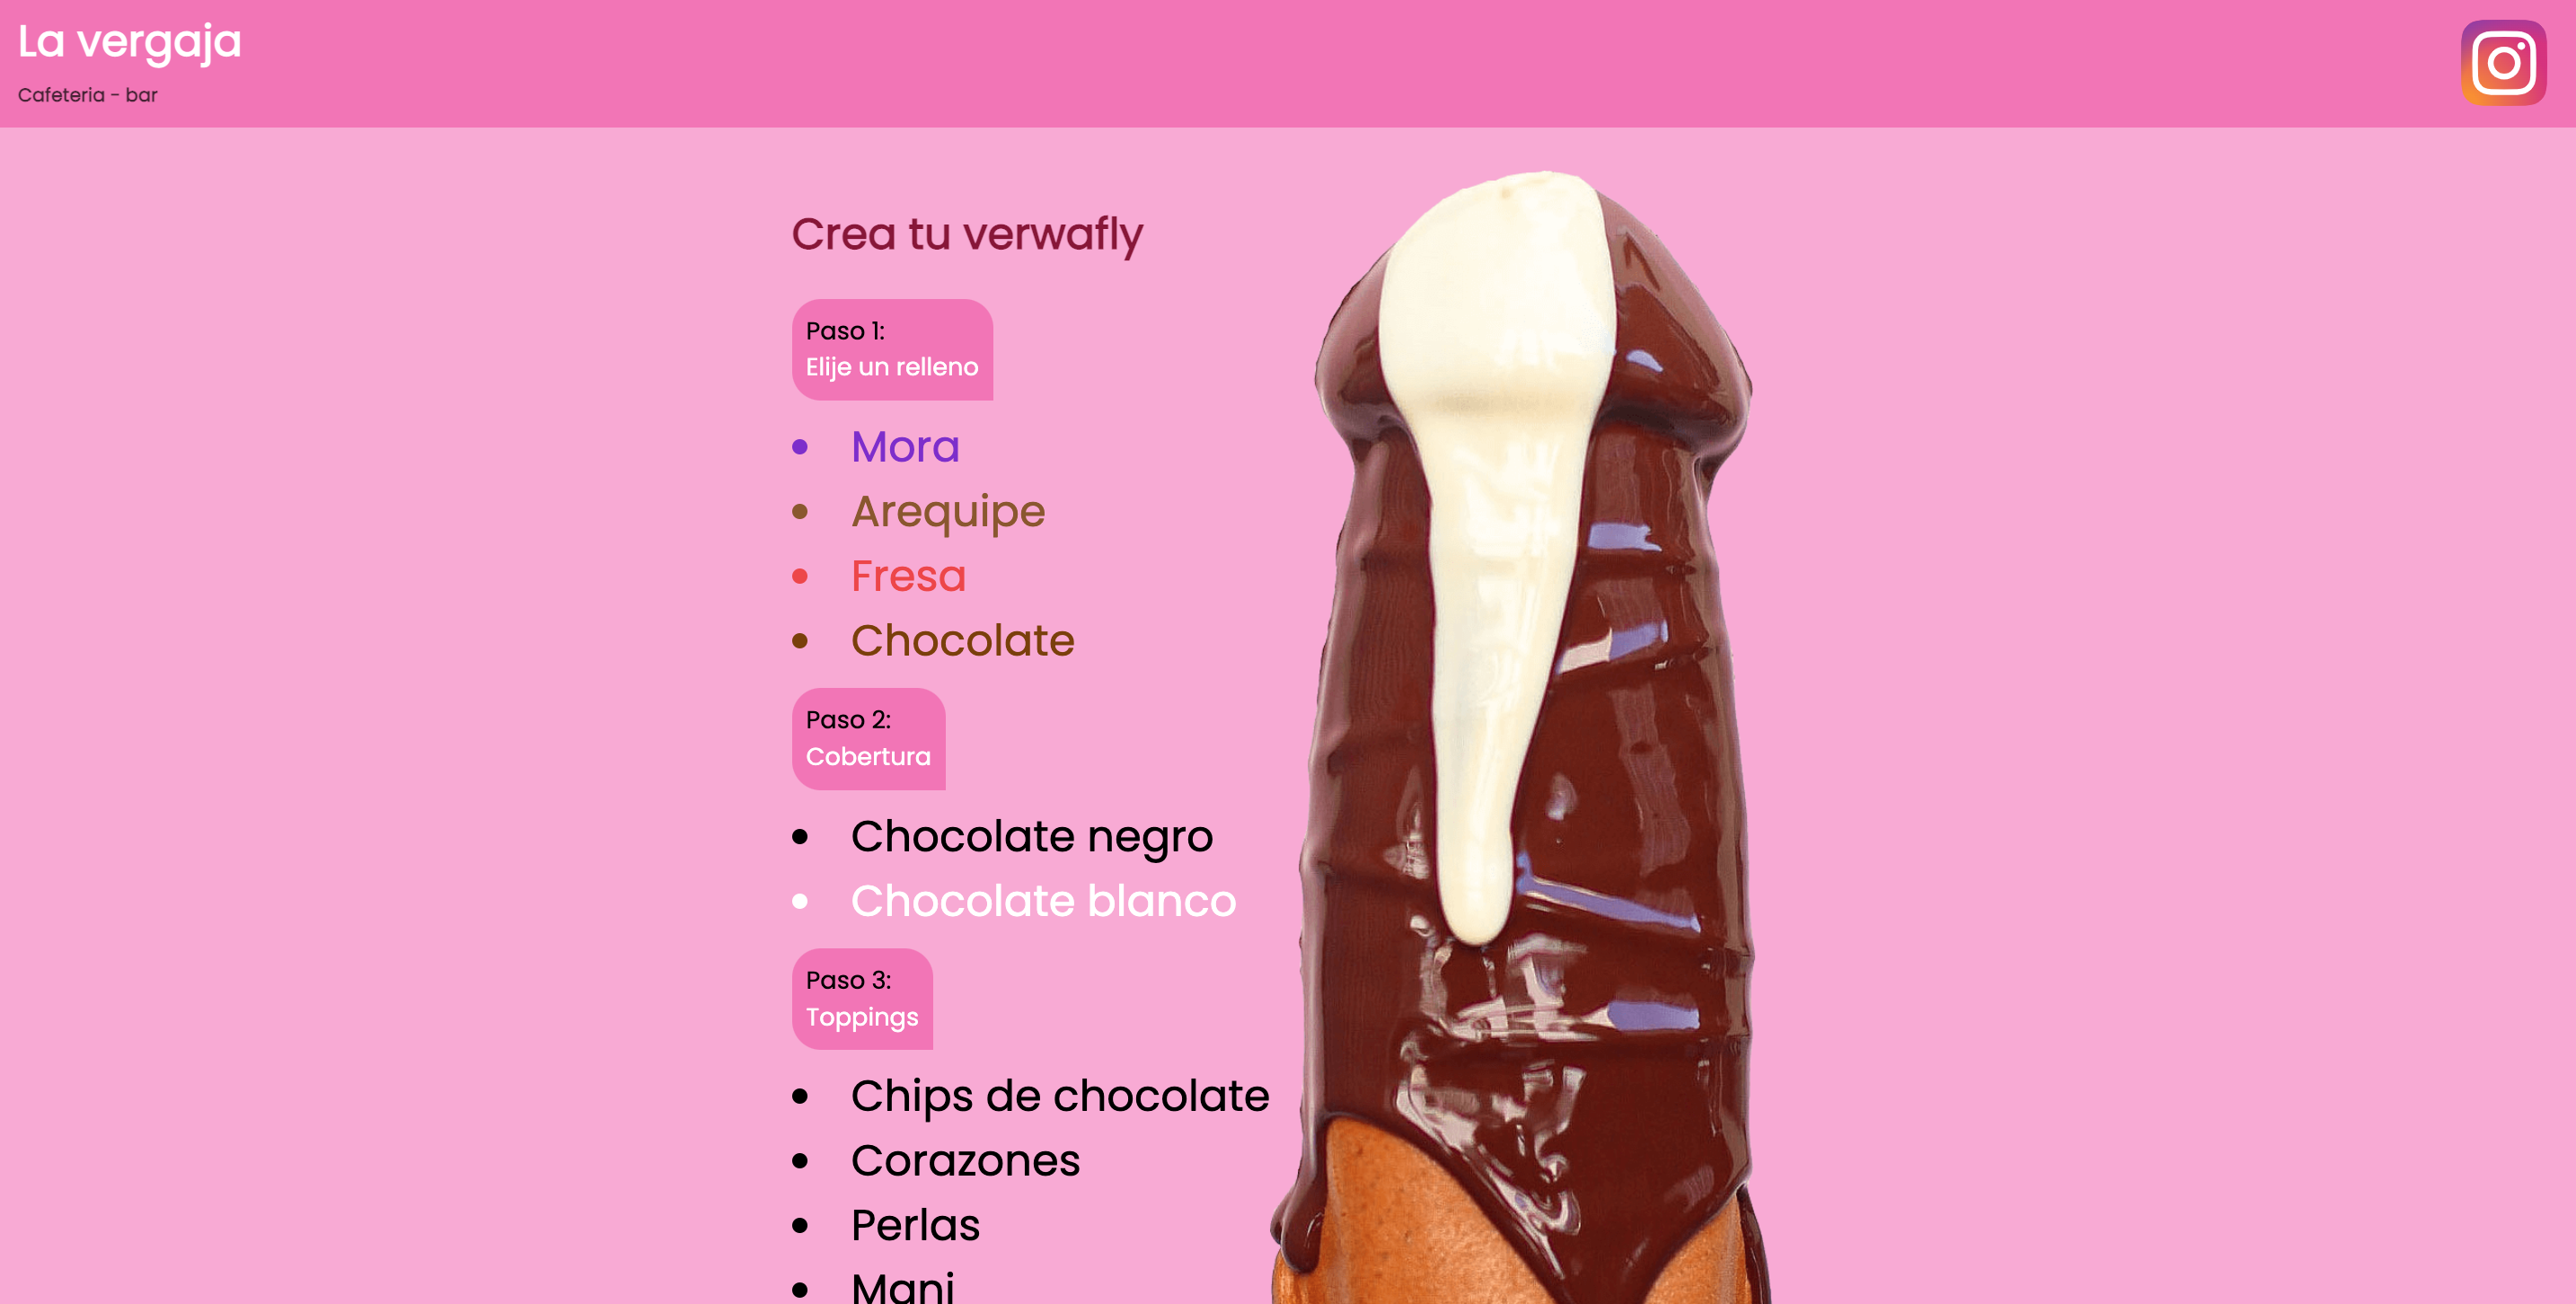 La vergaja
Cafeteria - bar
Crea tu verwafly
Paso 1:
Elije un relleno
Mora
Arequipe
Fresa
Chocolate
Paso 2:
Cobertura
Chocolate negro
Chocolate blanco
Paso 3:
Toppings
Chips de chocolate
Corazones
Perlas
Mani